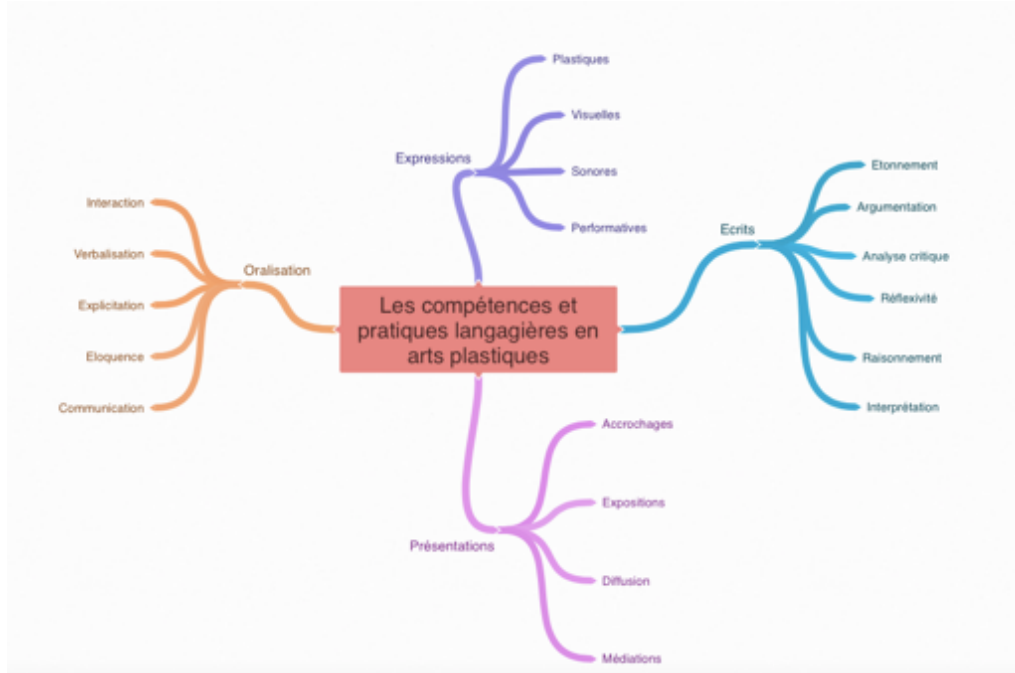 Les compétences et
pratiques langagières en
arts plastiques
Expressions
Plastiques
Visuelles
Sonores
Performatives
Ecrits
Etonnement
Argumentation
Analyse critique
Réflexivité
Raisonnement
Interprétation
Présentations
Accrochages
Expositions
Diffusion
Médiations
Oralisation
Interaction
Verbalisation
Explicitation
Eloquence
Communication